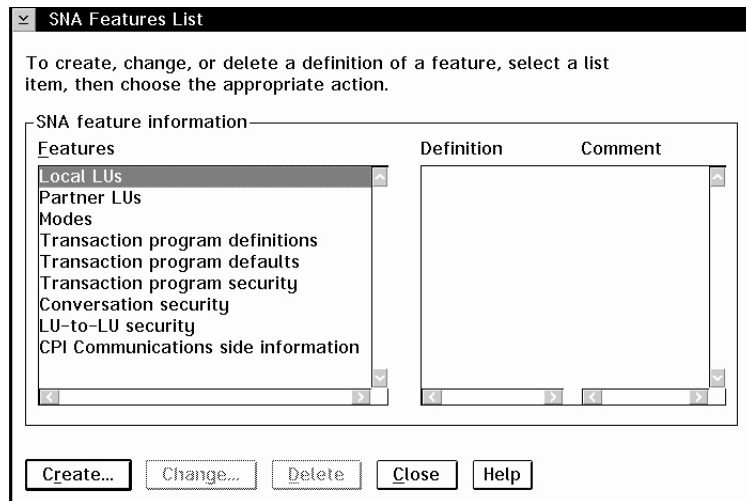 SNA Features List
To create, change, or delete a definition of a feature, select a list
item, then choose the appropriate action.
SNA feature information
Features Definition Comment
Local LUs
Partner LUs
Modes
Transaction program definitions
Transaction program defaults
Transaction program security
Conversation security
LU-to-LU security
CPI Communications side information
Create... Change... Delete Close Help